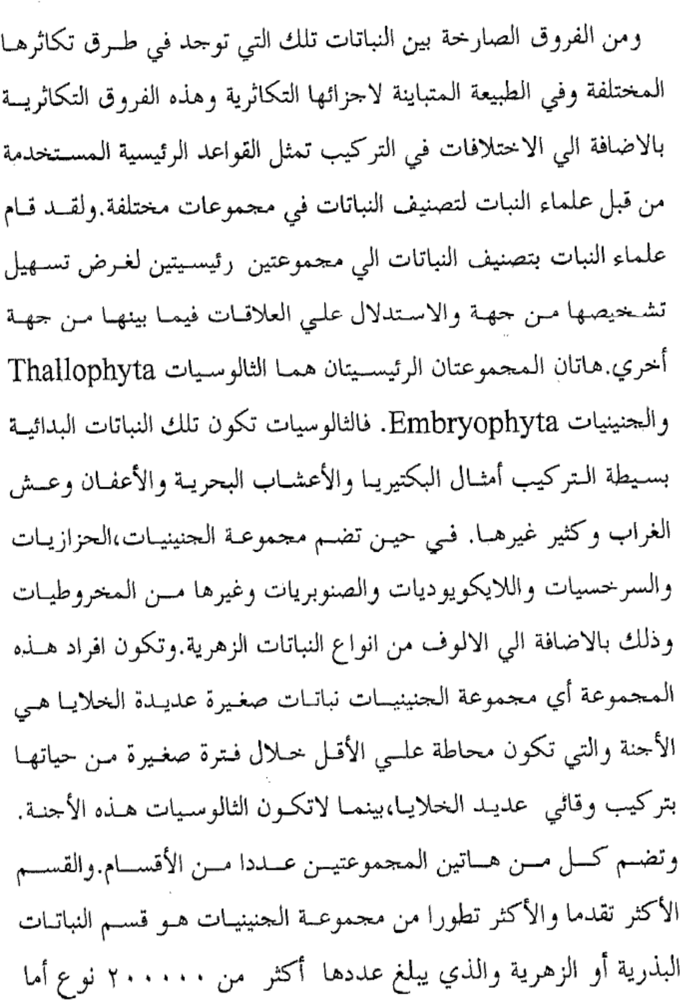 ومن الفروق الصارخة بين النباتات تلك التي توجد في طرق تكاثرها
المختلفة وفي الطبيعة المتباينة لاجزائها التكاثرية وهذه الفروق التكاثرية
بالاضافة الي الاختلافات في التركيب تمثل القواعد الرئيسية المستخدمة
من قبل علماء النبات لتصنيف النباتات في مجموعات مختلفة.ولقد قام
علماء النبات بتصنيف النباتات الي مجموعتين رئيسيتين لغرض تسهيل
تشخيصها من جهة والاستدلال علي العلاقات فيما بينها من جهة
أخري.هاتان المجموعتان الرئيسيتان هما الثالوسيات Thallophyta
والجنينيات Embryophyta. فالثالوسيات تكون تلك النباتات البدائية
بسيطة التركيب أمثال البكتيريا والأعشاب البحرية والأعفان وعش
الغراب وكثير غيرها. في حين تضم مجموعة الجنينيات،الحزازيات
والسرخسيات واللايكويوديات والصنوبريات وغيرها من المخروطيات
وذلك بالاضافة الي الالوف من انواع النباتات الزهرية.وتكون افراد هذه
المجموعة أي مجموعة الجنينيات نباتات صغيرة عديدة الخلايا هي
الأجنة والتي تكون محاطة علي الأقل خلال فترة صغيرة من حياتها
بتركيب وقائي عديد الخلايا،بينما لاتكون الثالوسيات هذه الأجنة.
وتضم كل من هاتين المجموعتين عددا من الأقسام.والقسم
الأكثر تقدما والأكثر تطورا من مجموعة الجنينيات هو قسم النباتات
البذرية أو الزهرية والذي يبلغ عددها أكثر من ٢٠٠٠٠٠ نوع أما